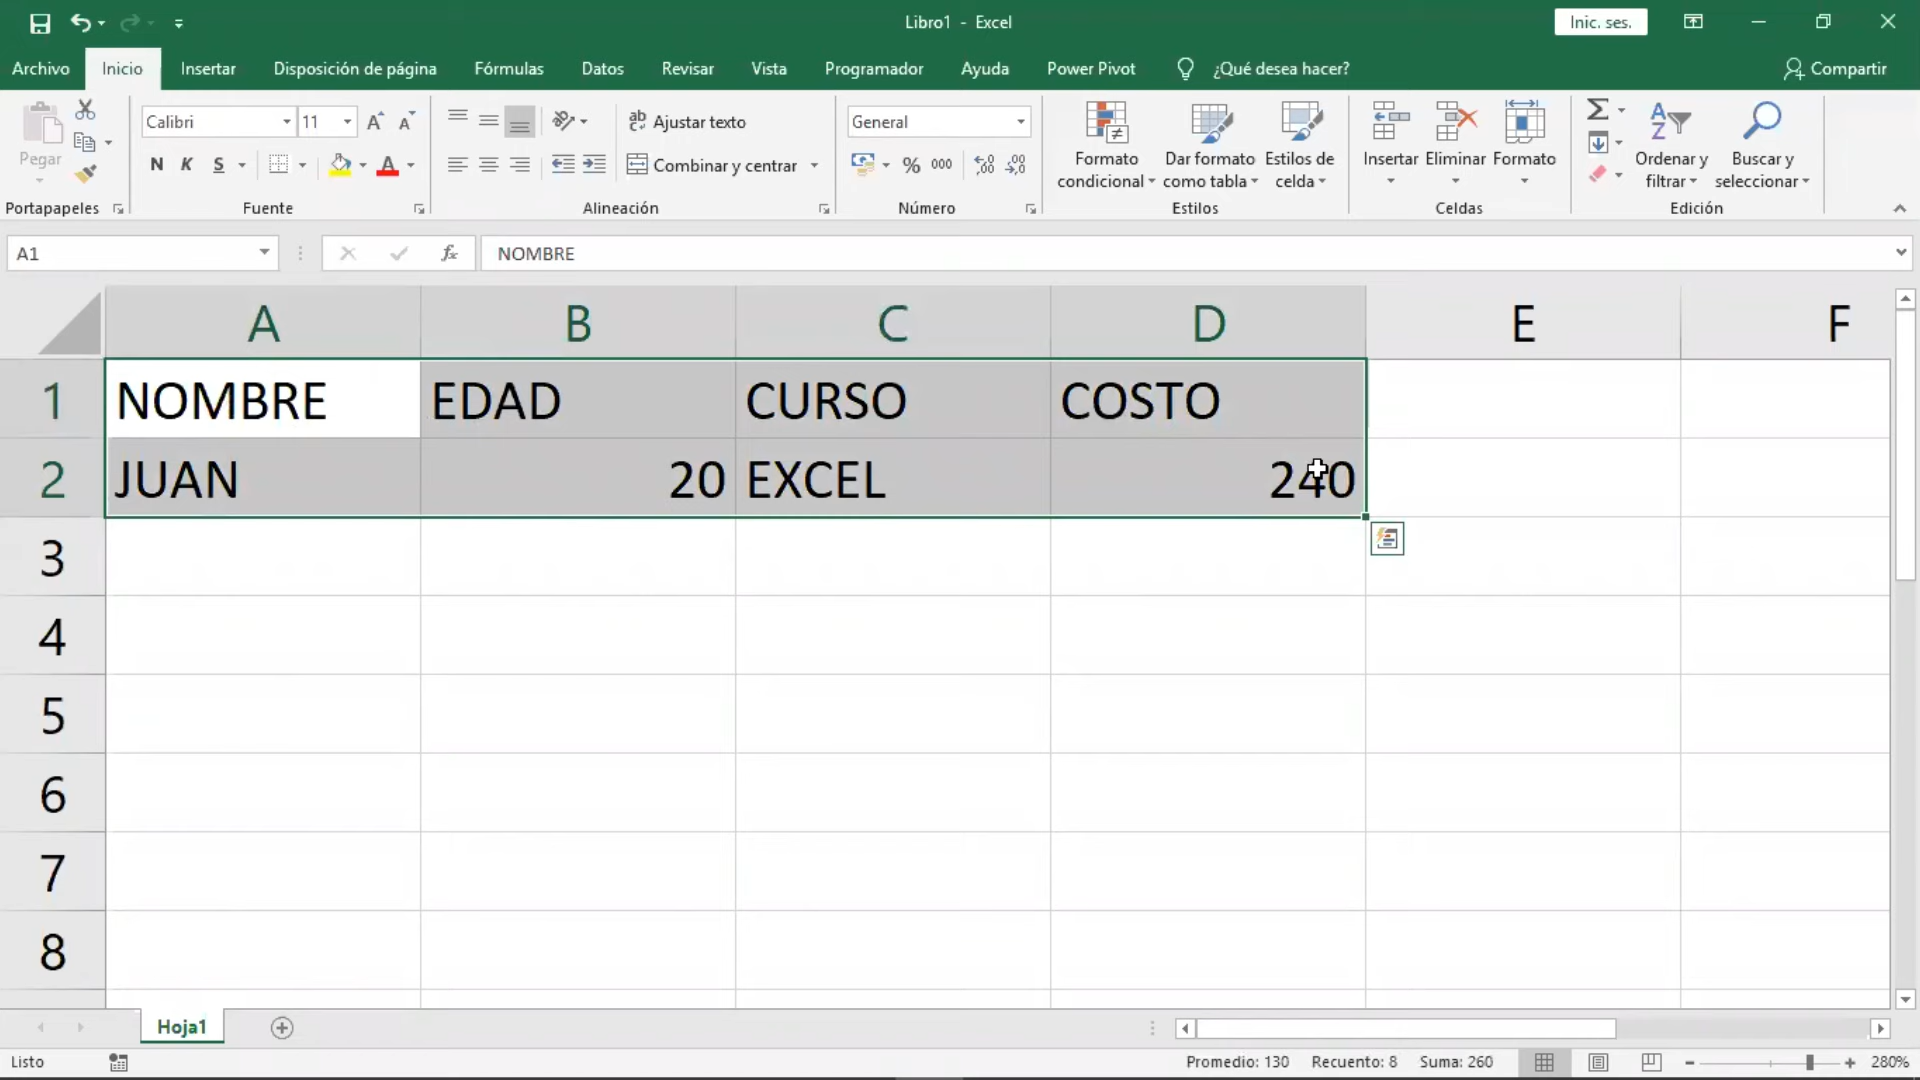 Libro1 - Excel
Inic. ses.
Archivo Inicio Insertar Disposición de página Fórmulas Datos Revisar Vista Programador Ayuda Power Pivot ¿Qué desea hacer? Compartir
Pegar
Portapapeles
Calibri 11
N K S
Fuente
Ajustar texto
Combinar y centrar
Alineación
General
% 000
Número
Formato condicional
Dar formato como tabla
Estilos de celda
Estilos
Insertar Eliminar Formato
Celdas
Ordenar y filtrar
Buscar y seleccionar
Edición
A1 fx NOMBRE
A B C D E F
1 NOMBRE EDAD CURSO COSTO
2 JUAN 20 EXCEL 240
3
4
5
6
7
8
Hoja1
Listo Promedio: 130 Recuento: 8 Suma: 260 280%